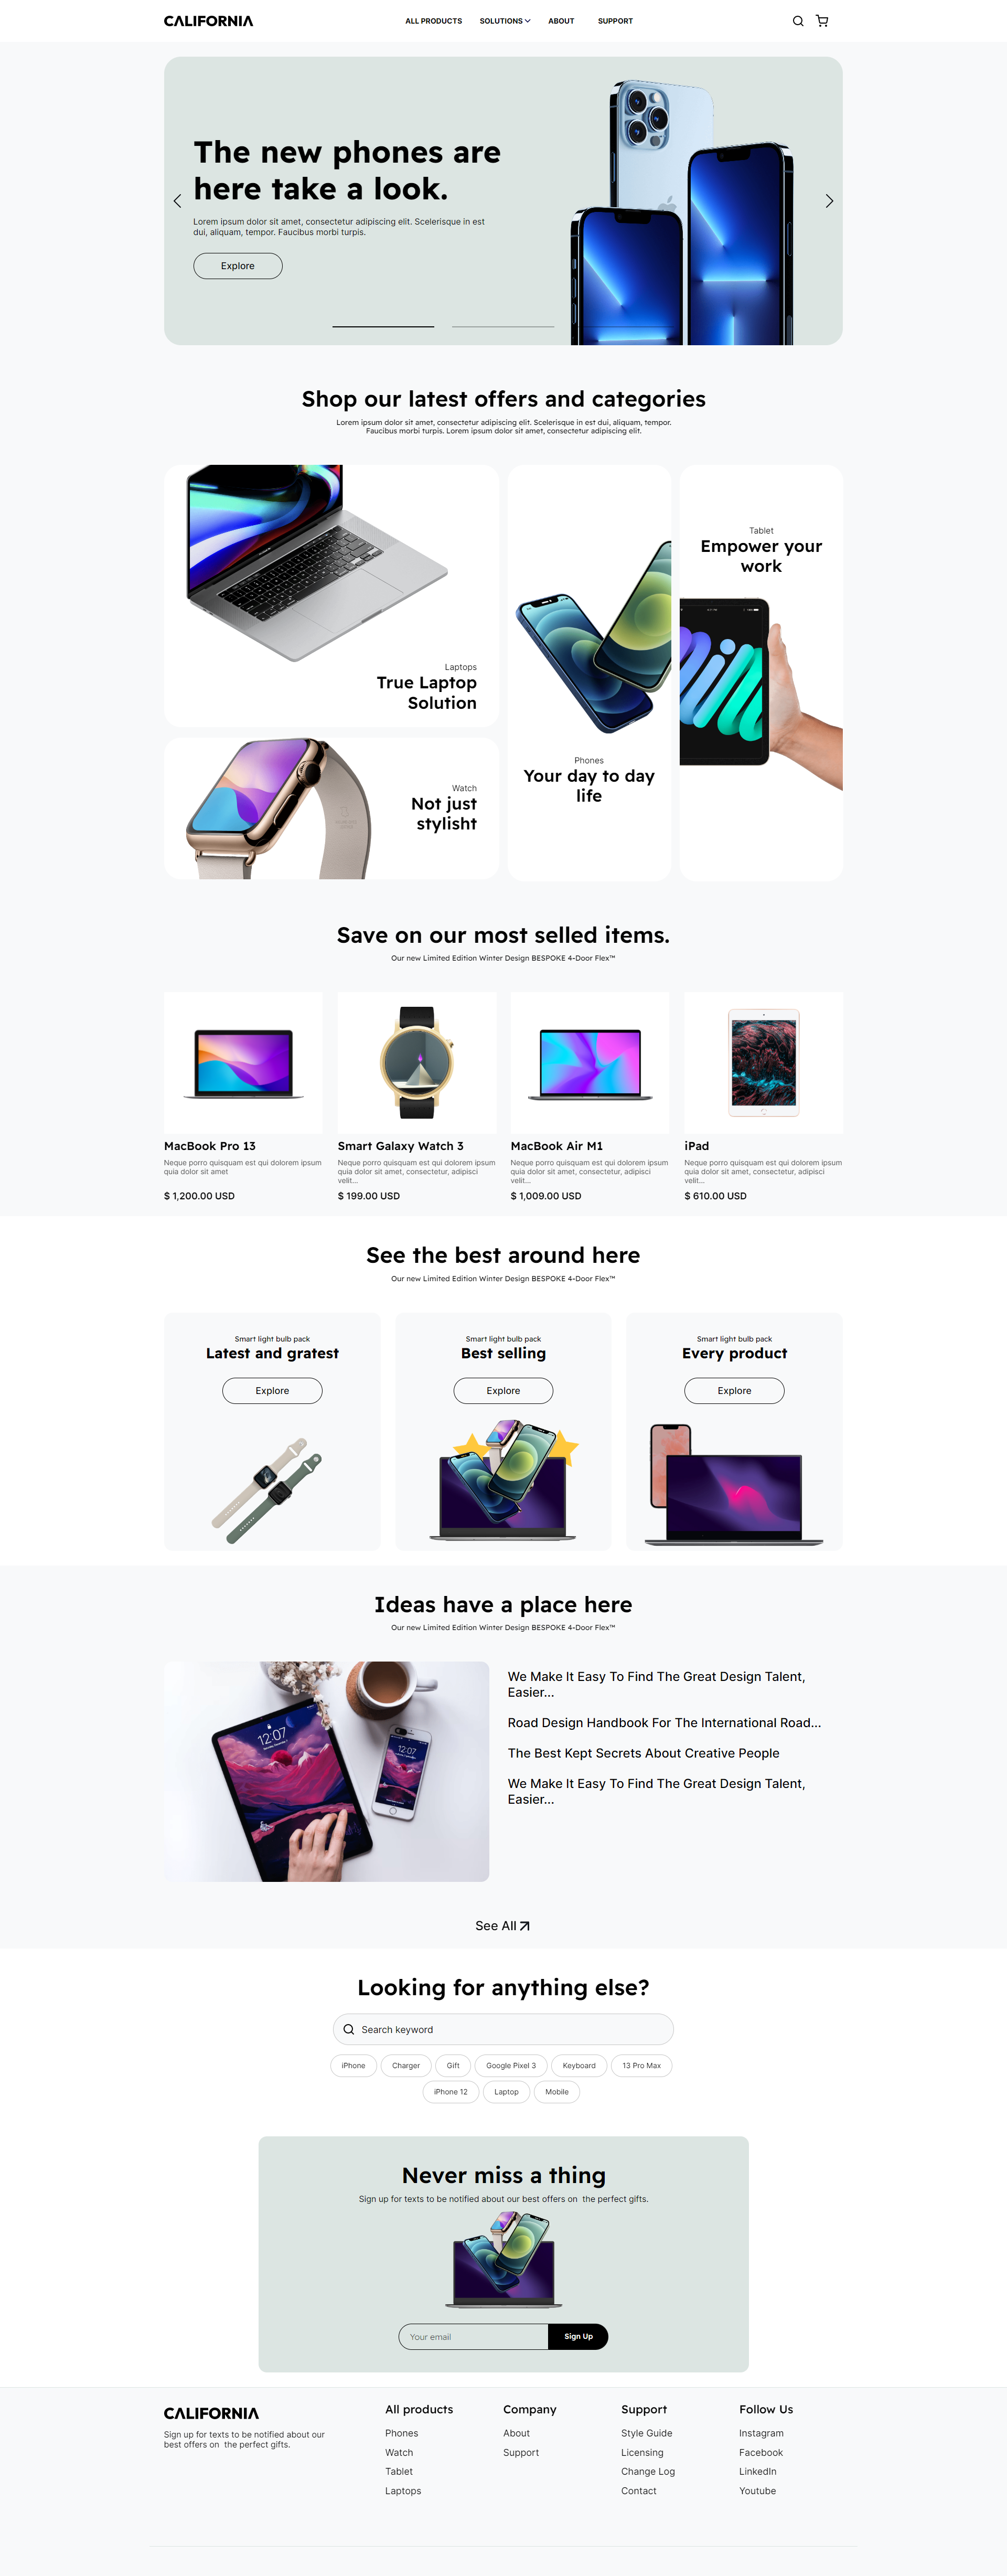 CALIFORNIA
ALL PRODUCTS
SOLUTIONS
ABOUT
SUPPORT
The new phones are
here take a look.
Lorem ipsum dolor sit amet, consectetur adipiscing elit. Scelerisque in est
dui, aliquam, tempor. Faucibus morbi turpis.
Explore
Shop our latest offers and categories
Lorem ipsum dolor sit amet, consectetur adipiscing elit. Scelerisque in est dui, aliquam, tempor.
Faucibus morbi turpis. Lorem ipsum dolor sit amet, consectetur adipiscing elit.
Laptops
True Laptop
Solution
Watch
Not just
stylisht
Phones
Your day to day
life
Tablet
Empower your
work
Save on our most selled items.
Our new Limited Edition Winter Design BESPOKE 4-Door Flex™
MacBook Pro 13
Neque porro quisquam est qui dolorem ipsum
quia dolor sit amet
$ 1,200.00 USD
Smart Galaxy Watch 3
Neque porro quisquam est qui dolorem ipsum
quia dolor sit amet, consectetur, adipisci
velit...
$ 199.00 USD
MacBook Air M1
Neque porro quisquam est qui dolorem ipsum
quia dolor sit amet, consectetur, adipisci
velit...
$ 1,009.00 USD
iPad
Neque porro quisquam est qui dolorem ipsum
quia dolor sit amet, consectetur, adipisci
velit...
$ 610.00 USD
See the best around here
Our new Limited Edition Winter Design BESPOKE 4-Door Flex™
Smart light bulb pack
Latest and gratest
Explore
Smart light bulb pack
Best selling
Explore
Smart light bulb pack
Every product
Explore
Ideas have a place here
Our new Limited Edition Winter Design BESPOKE 4-Door Flex™
12:07
12:07
We Make It Easy To Find The Great Design Talent,
Easier...
Road Design Handbook For The International Road...
The Best Kept Secrets About Creative People
We Make It Easy To Find The Great Design Talent,
Easier...
See All
Looking for anything else?
Search keyword
iPhone
Charger
Gift
Google Pixel 3
Keyboard
13 Pro Max
iPhone 12
Laptop
Mobile
Never miss a thing
Sign up for texts to be notified about our best offers on  the perfect gifts.
Your email
Sign Up
CALIFORNIA
Sign up for texts to be notified about our
best offers on  the perfect gifts.
All products
Phones
Watch
Tablet
Laptops
Company
About
Support
Support
Style Guide
Licensing
Change Log
Contact
Follow Us
Instagram
Facebook
LinkedIn
Youtube